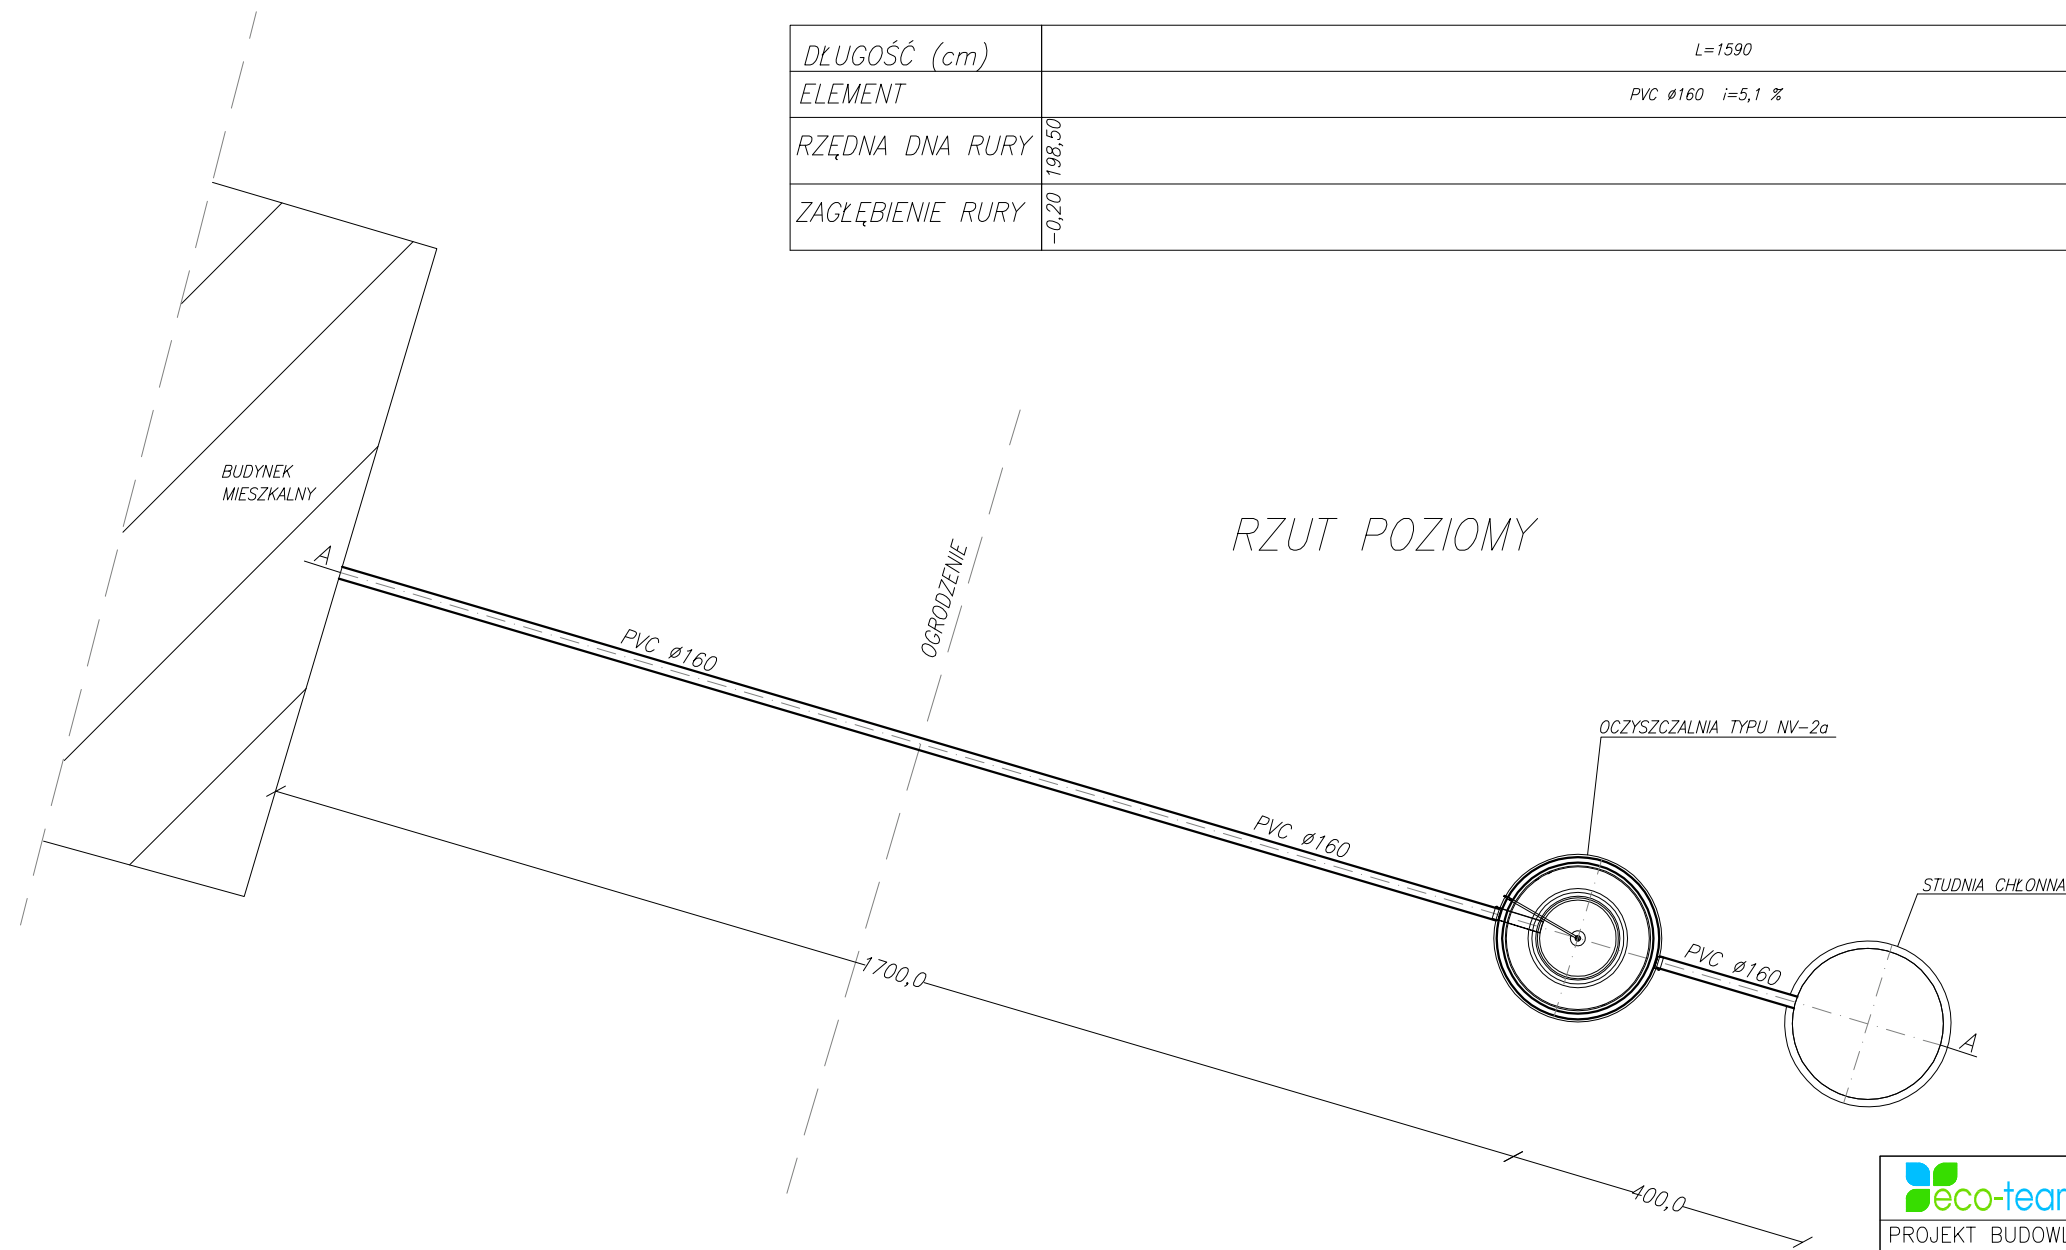 DŁUGOŚĆ (cm)
L=1590
ELEMENT
PVC ø160 i=5,1 %
RZĘDNA DNA RURY
198,50
ZAGŁĘBIENIE RURY
-0,20
BUDYNEK
MIESZKALNY
RZUT POZIOMY
A
OGRODZENIE
PVC ø160
OCZYSZCZALNIA TYPU NV-2a
PVC ø160
STUDNIA CHŁONNA
PVC ø160
1700,0
A
400,0
eco-tear
PROJEKT BUDOWL